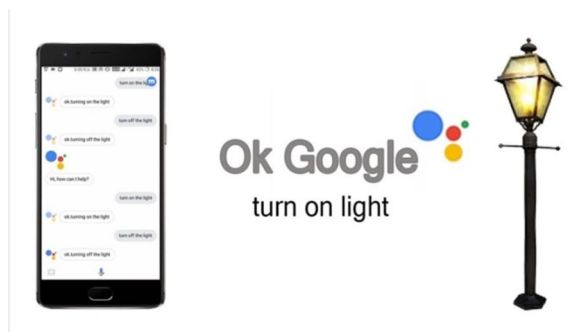 turn on the lig
ok.turning on the light
turn off the light
ok.turning off the light
Hi, how can I help?
turn on the light
ok.turning on the light
turn off the light
ok.turning off the light
Ok Google
turn on light